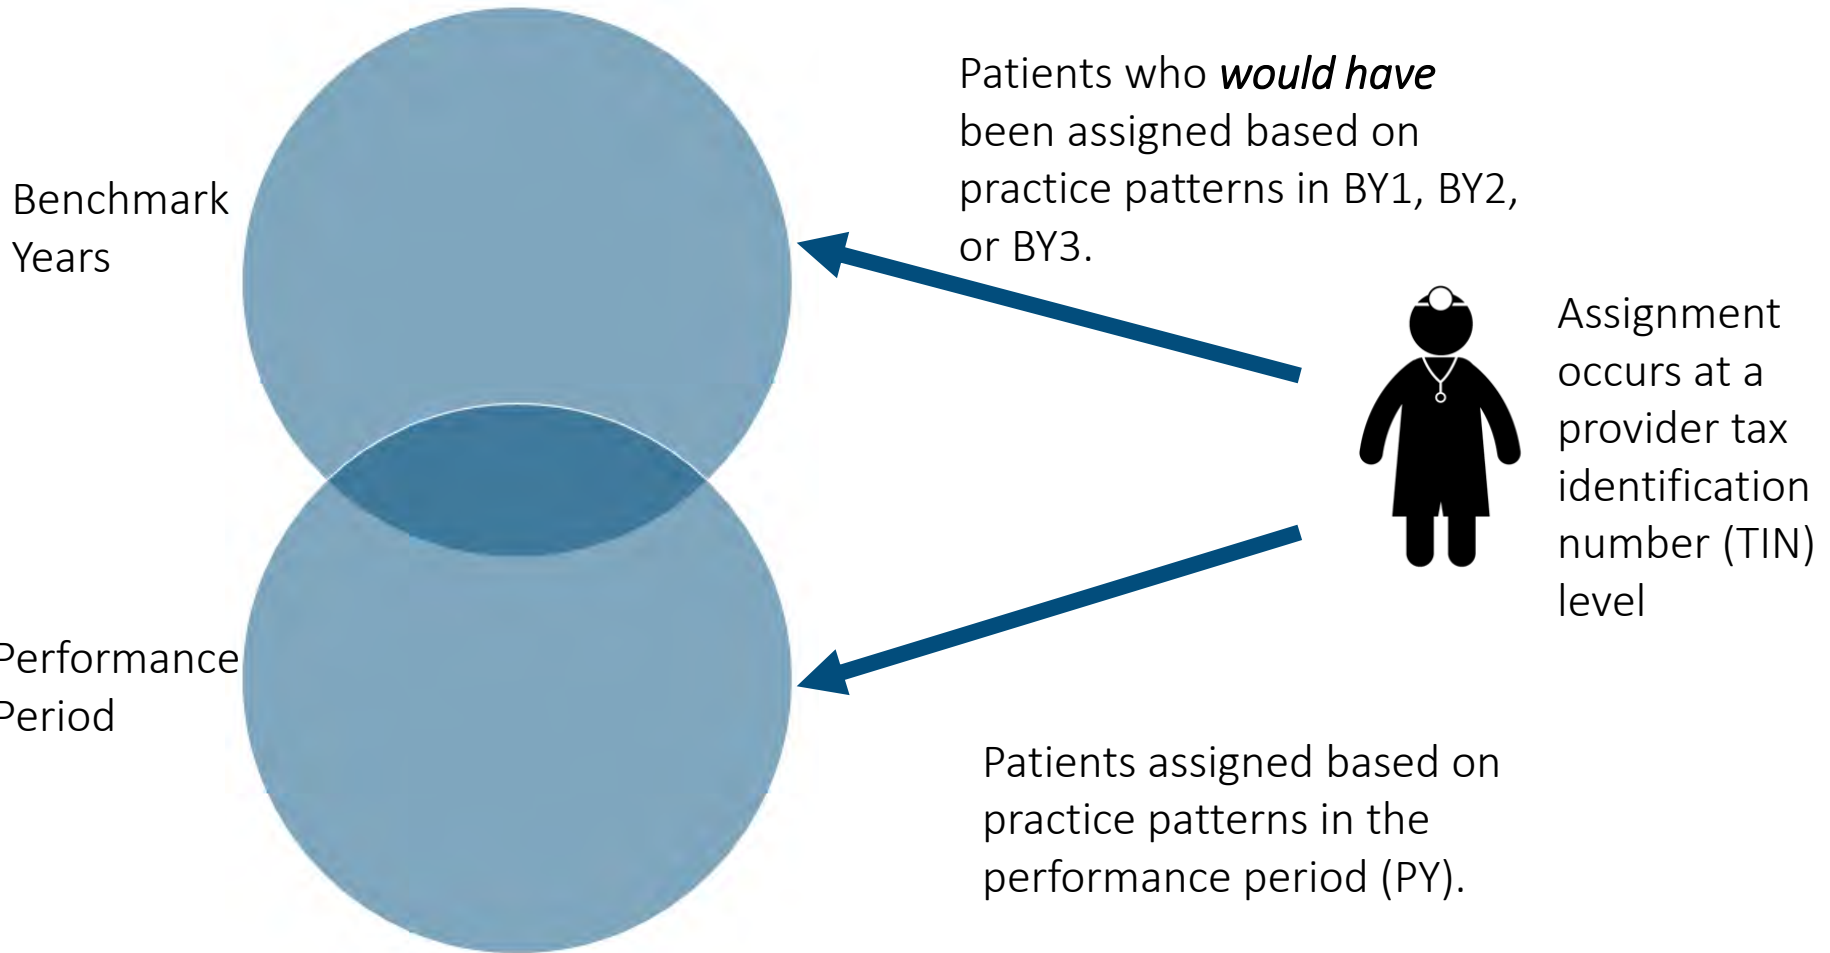 Benchmark
Years
Patients who would have
been assigned based on
practice patterns in BY1, BY2,
or BY3.
Assignment
occurs at a
provider tax
identification
number (TIN)
level
Performance
Period
Patients assigned based on
practice patterns in the
performance period (PY).